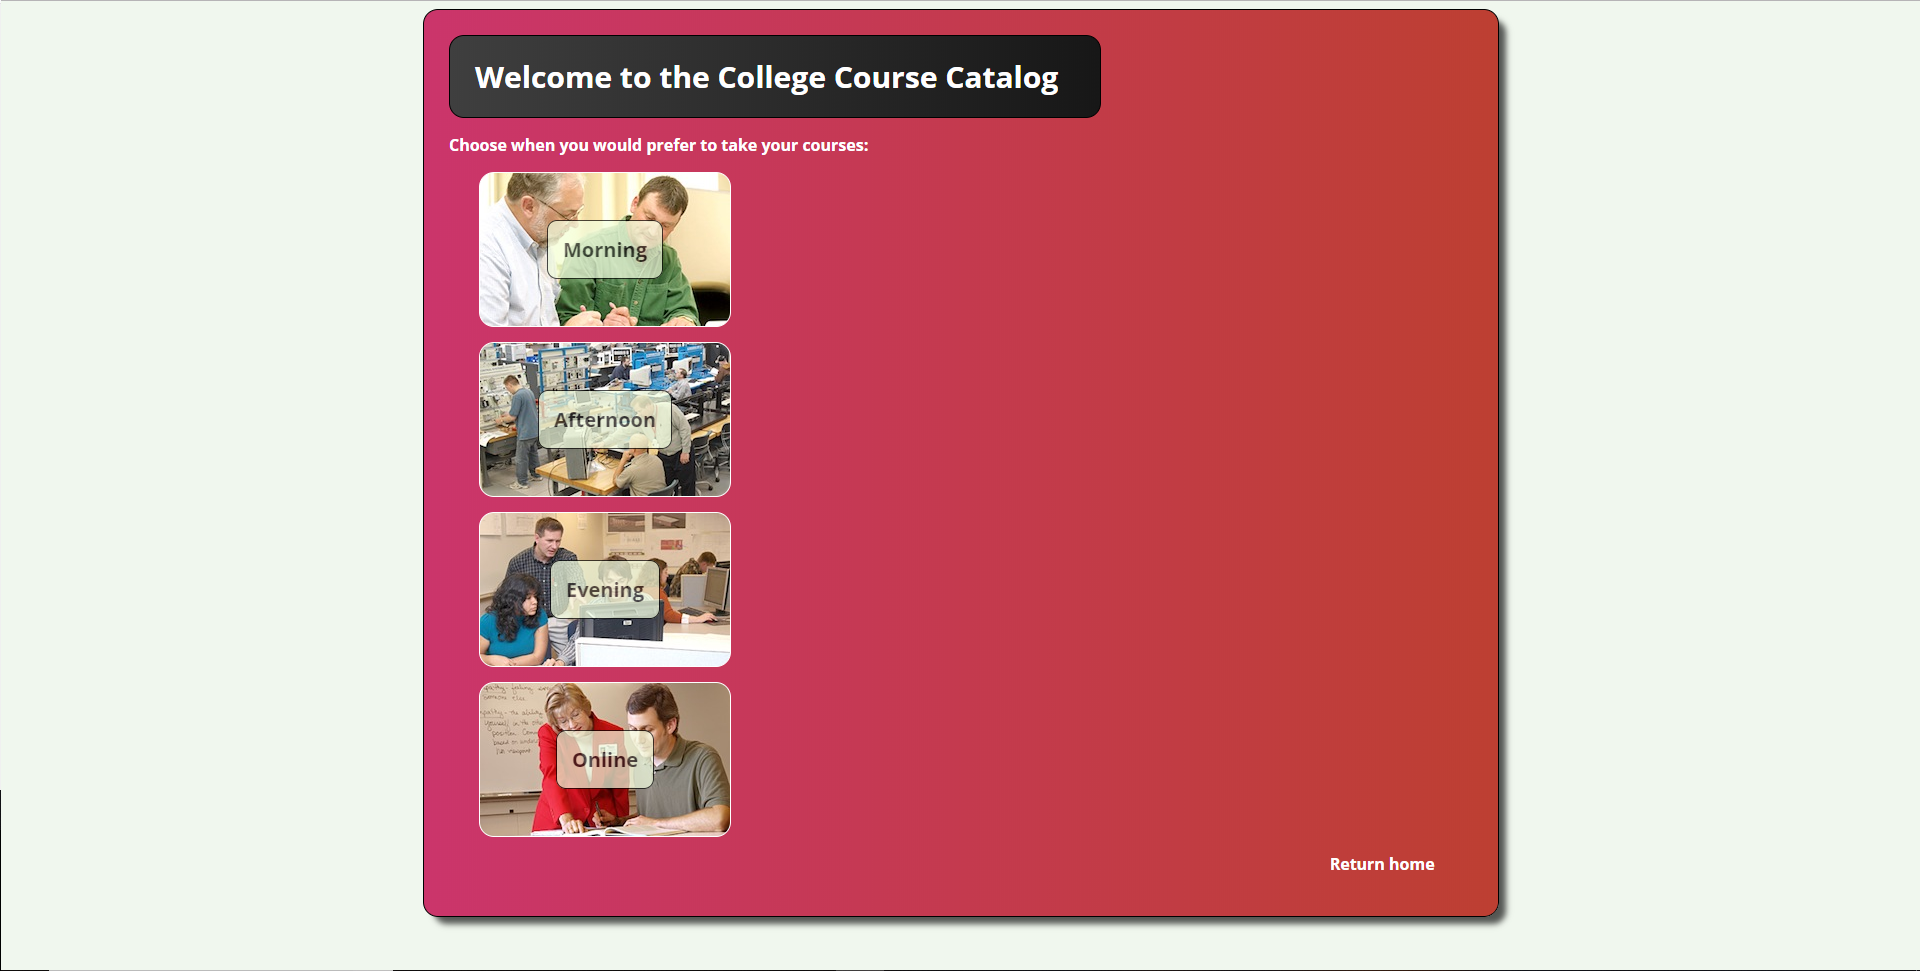 Welcome to the College Course Catalog
Choose when you would prefer to take your courses:
Morning
Afternoon
Evening
Online
Return home